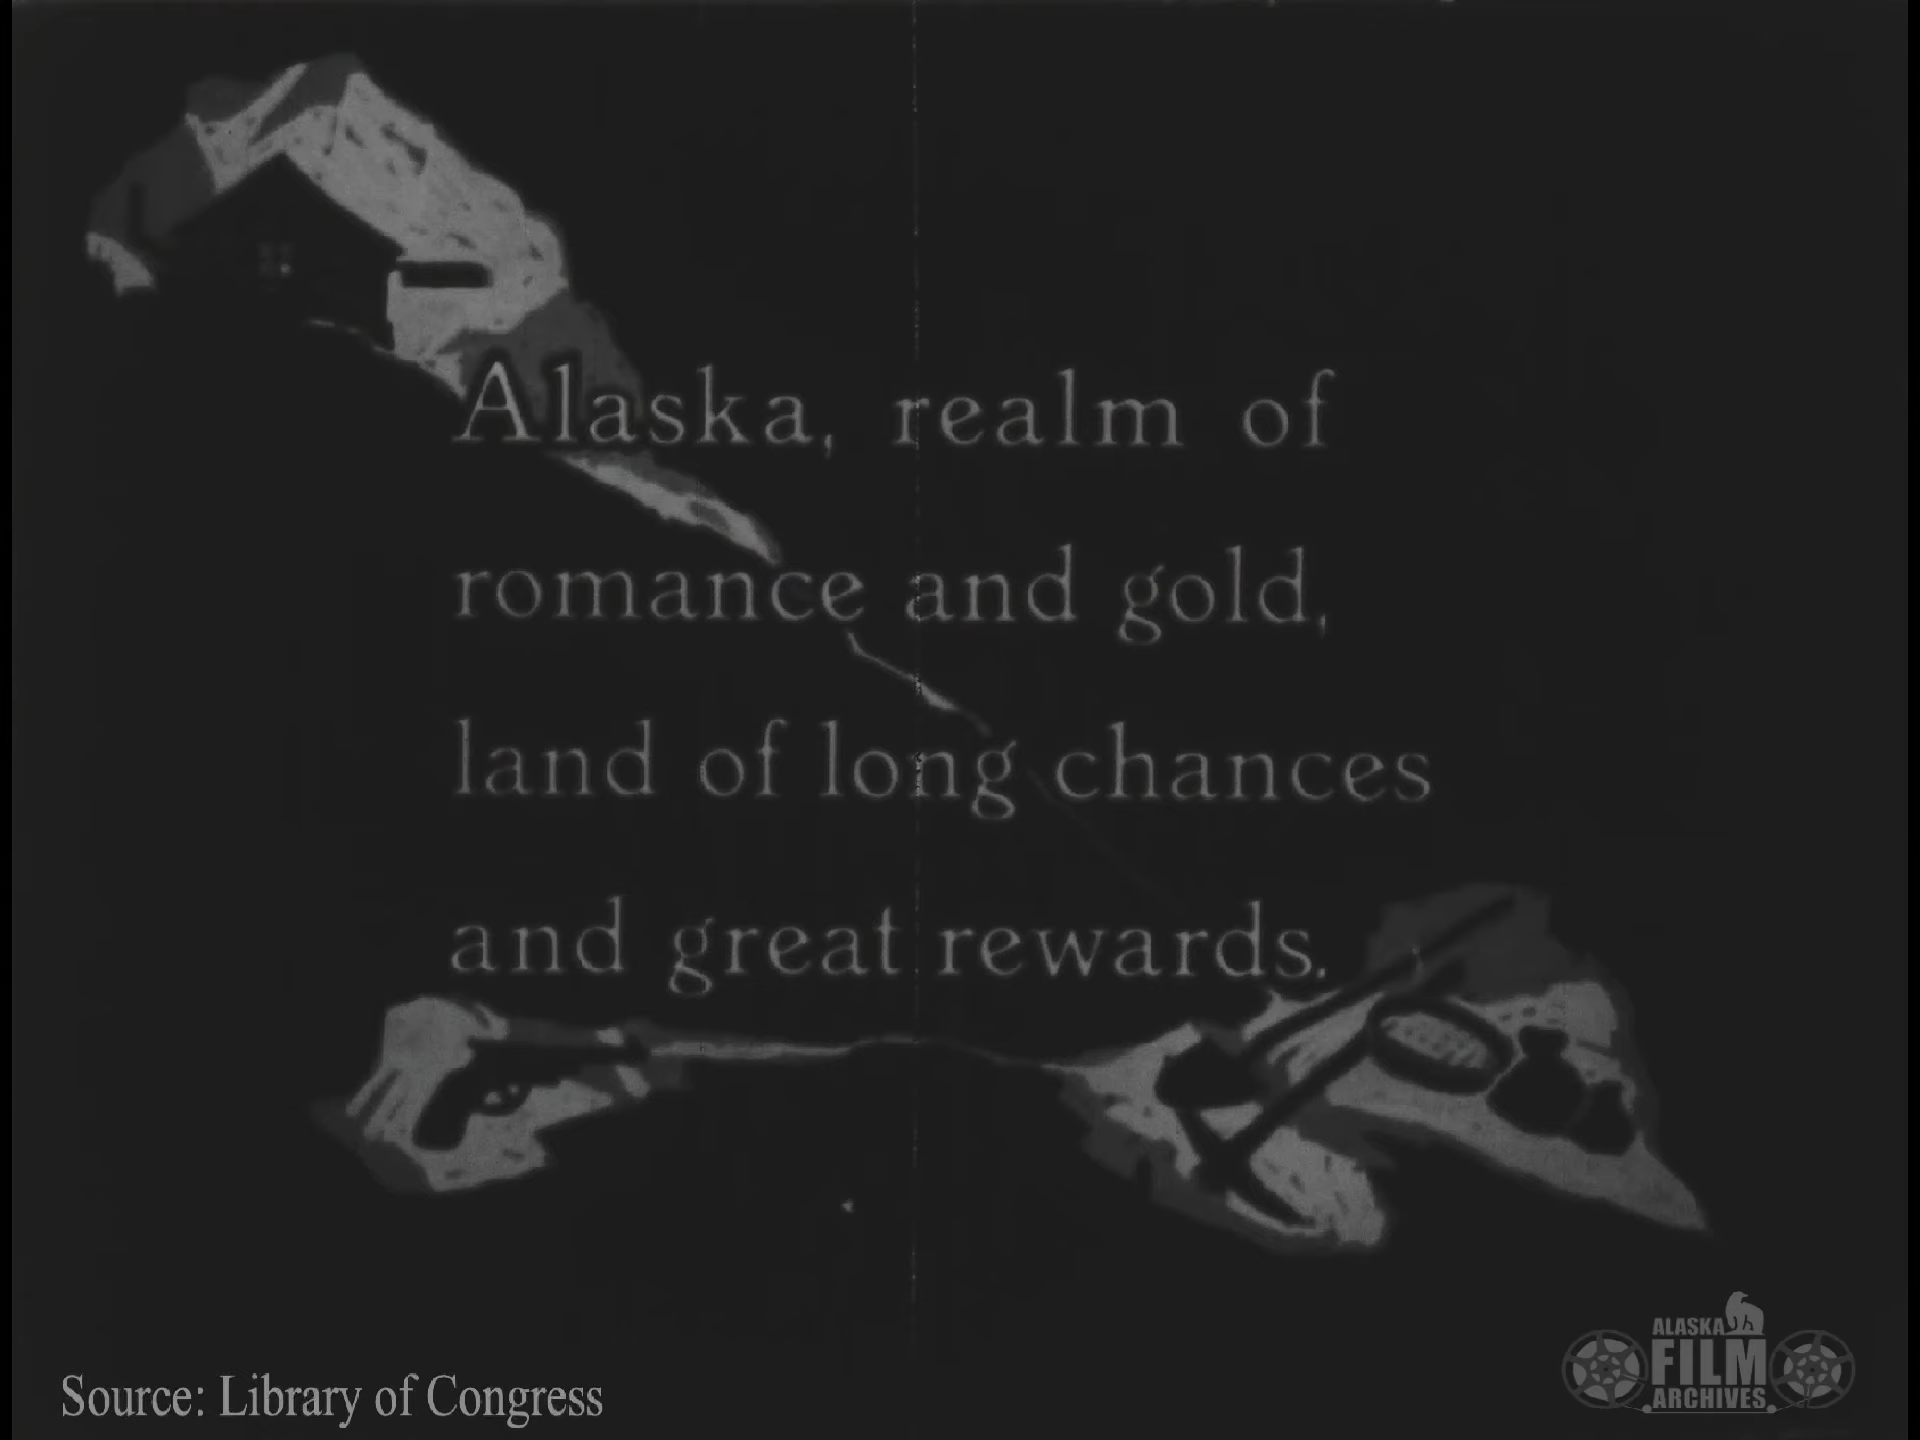 Alaska, realm of
romance and gold,
land of long chances
and great rewards.
Source: Library of Congress
ALASKA
FILM
ARCHIVES